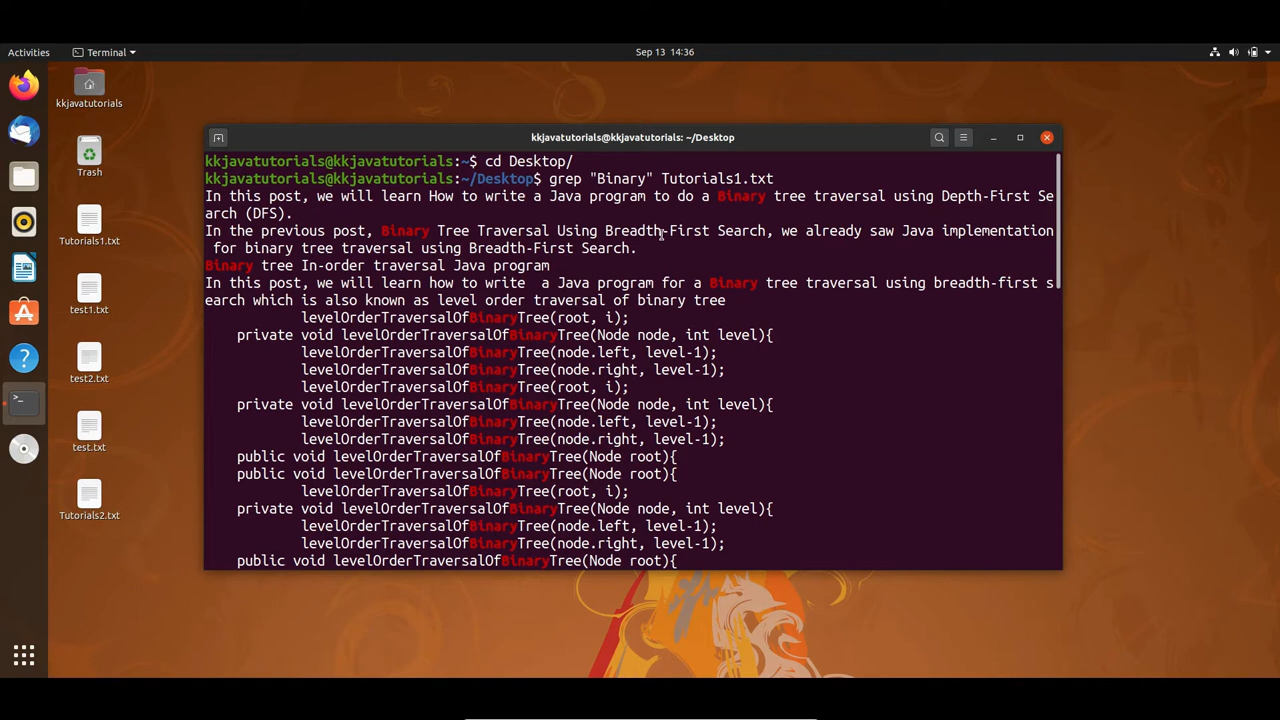 Activities
Terminal
Sep 13 14:36
kkjavatutorials
Trash
Tutorials1.txt
test1.txt
test2.txt
test.txt
Tutorials2.txt
kkjavatutorials@kkjavatutorials: ~/Desktop
kkjavatutorials@kkjavatutorials:~$ cd Desktop/
kkjavatutorials@kkjavatutorials:~/Desktop$ grep "Binary" Tutorials1.txt
In this post, we will learn How to write a Java program to do a Binary tree traversal using Depth-First Se
arch (DFS).
In the previous post, Binary Tree Traversal Using Breadth-First Search, we already saw Java implementation
 for binary tree traversal using Breadth-First Search.
Binary tree In-order traversal Java program
In this post, we will learn how to write  a Java program for a Binary tree traversal using breadth-first s
earch which is also known as level order traversal of binary tree
            levelOrderTraversalOfBinaryTree(root, i);
    private void levelOrderTraversalOfBinaryTree(Node node, int level){
            levelOrderTraversalOfBinaryTree(node.left, level-1);
            levelOrderTraversalOfBinaryTree(node.right, level-1);
            levelOrderTraversalOfBinaryTree(root, i);
    private void levelOrderTraversalOfBinaryTree(Node node, int level){
            levelOrderTraversalOfBinaryTree(node.left, level-1);
            levelOrderTraversalOfBinaryTree(node.right, level-1);
    public void levelOrderTraversalOfBinaryTree(Node root){
    public void levelOrderTraversalOfBinaryTree(Node root){
            levelOrderTraversalOfBinaryTree(root, i);
    private void levelOrderTraversalOfBinaryTree(Node node, int level){
            levelOrderTraversalOfBinaryTree(node.left, level-1);
            levelOrderTraversalOfBinaryTree(node.right, level-1);
    public void levelOrderTraversalOfBinaryTree(Node root){